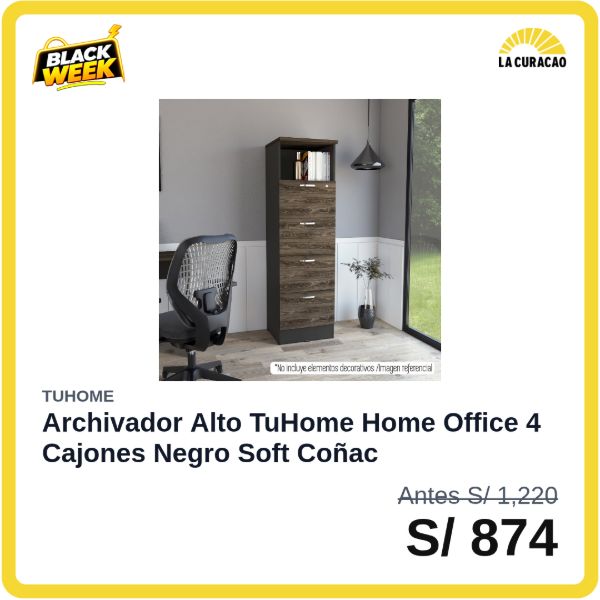 BLACK
WEEK
LA CURACAO
*No incluye elementos decorativos /Imagen referencial
TUHOME
Archivador Alto TuHome Home Office 4
Cajones Negro Soft Coñac
Antes S/ 1,220
S/ 874